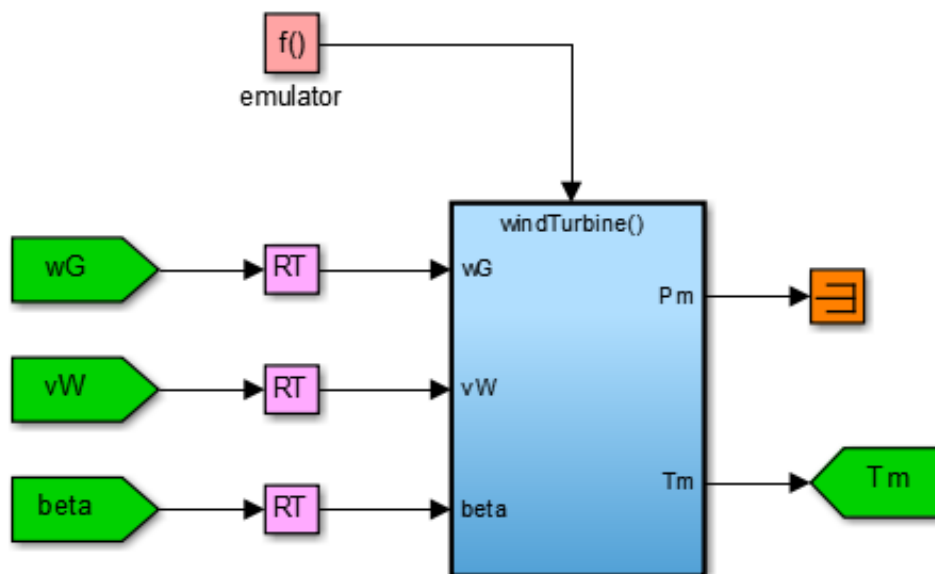 f()
emulator
windTurbine()
wG
RT
wG
Pm
vW
RT
vW
beta
RT
beta
Tm
Tm